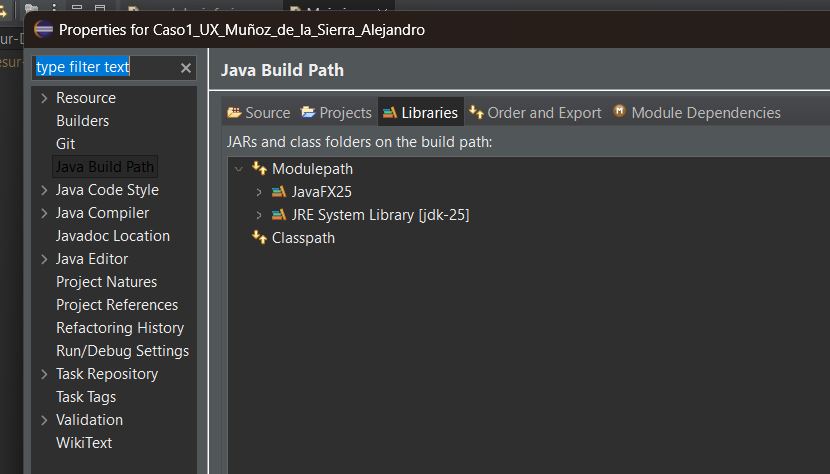 Properties for Caso1_UX_Muñoz_de_la_Sierra_Alejandro
type filter text
Resource
Builders
Git
Java Build Path
Java Code Style
Java Compiler
Javadoc Location
Java Editor
Project Natures
Project References
Refactoring History
Run/Debug Settings
Task Repository
Task Tags
Validation
WikiText
Java Build Path
Source Projects Libraries Order and Export Module Dependencies
JARs and class folders on the build path:
Modulepath
JavaFX25
JRE System Library [jdk-25]
Classpath